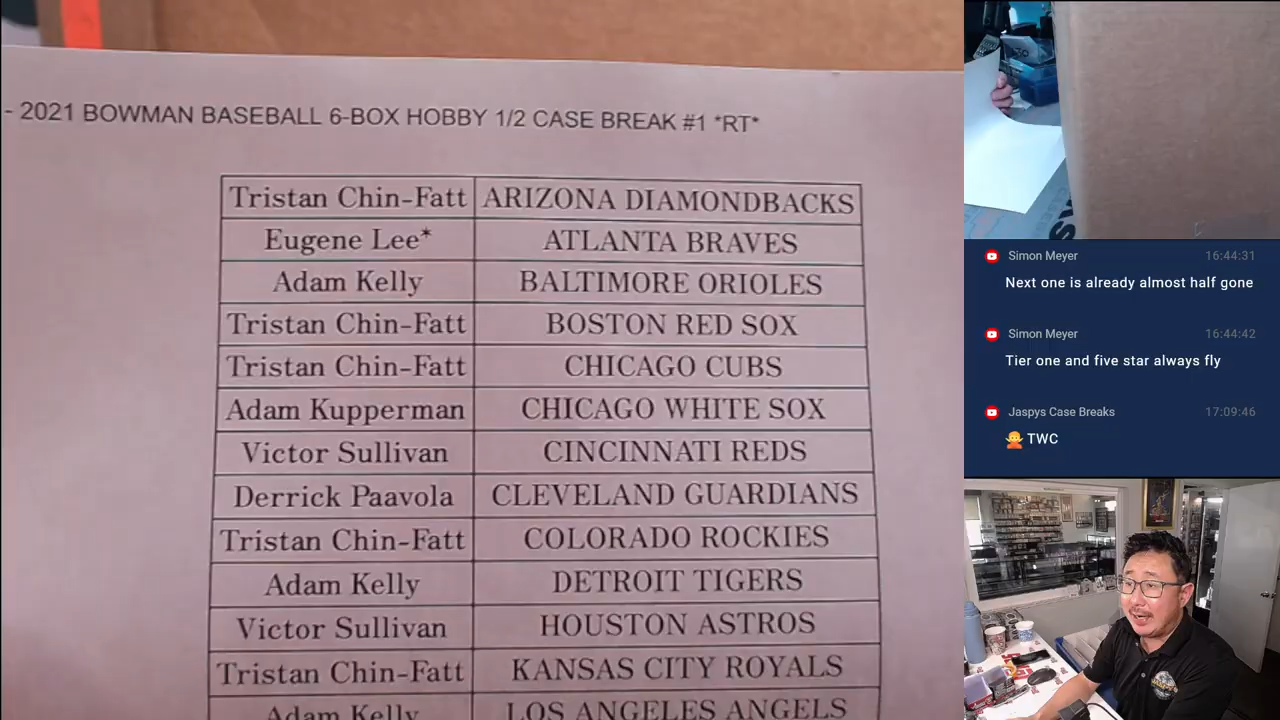 - 2021 BOWMAN BASEBALL 6-BOX HOBBY 1/2 CASE BREAK #1 *RT*
Tristan Chin-Fatt ARIZONA DIAMONDBACKS
Eugene Lee* ATLANTA BRAVES
Adam Kelly BALTIMORE ORIOLES
Tristan Chin-Fatt BOSTON RED SOX
Tristan Chin-Fatt CHICAGO CUBS
Adam Kupperman CHICAGO WHITE SOX
Victor Sullivan CINCINNATI REDS
Derrick Paavola CLEVELAND GUARDIANS
Tristan Chin-Fatt COLORADO ROCKIES
Adam Kelly DETROIT TIGERS
Victor Sullivan HOUSTON ASTROS
Tristan Chin-Fatt KANSAS CITY ROYALS
Adam Kelly LOS ANGELES ANGELS
Simon Meyer 16:44:31
Next one is already almost half gone
Simon Meyer 16:44:42
Tier one and five star always fly
Jaspys Case Breaks 17:09:46
🙅 TWC